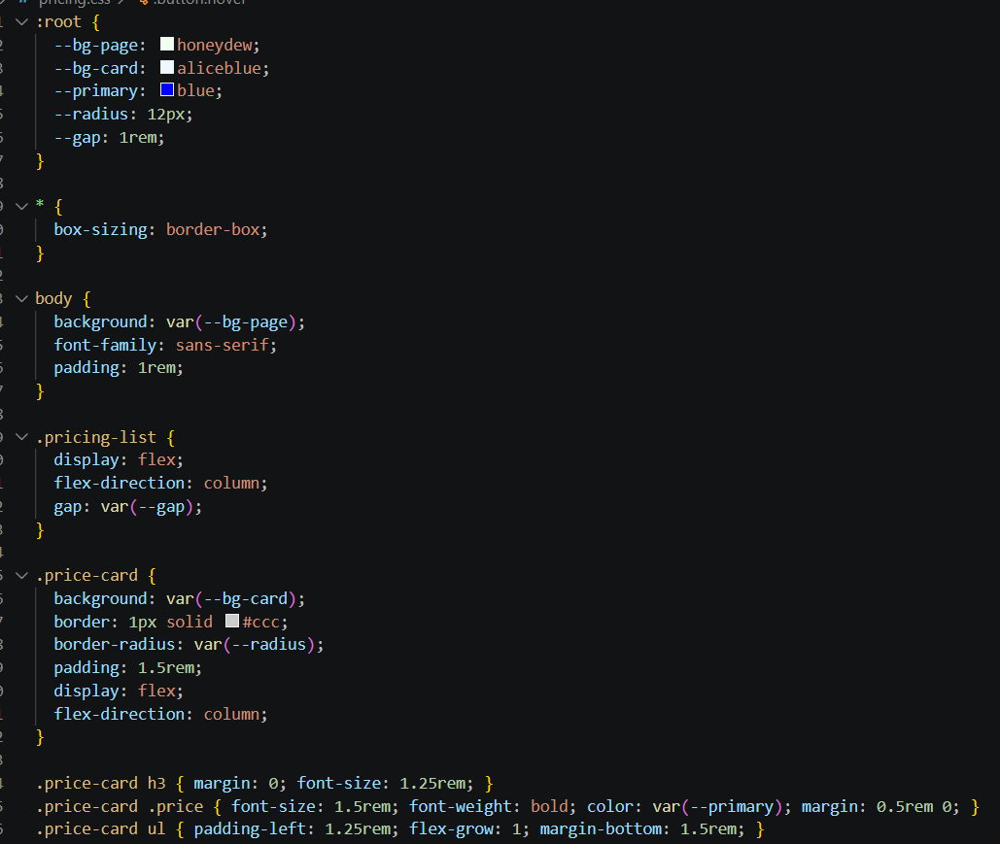 pricing.css > .button:hover
:root {
--bg-page: honeydew;
--bg-card: aliceblue;
--primary: blue;
--radius: 12px;
--gap: 1rem;
}
* {
box-sizing: border-box;
}
body {
background: var(--bg-page);
font-family: sans-serif;
padding: 1rem;
}
.pricing-list {
display: flex;
flex-direction: column;
gap: var(--gap);
}
.price-card {
background: var(--bg-card);
border: 1px solid #ccc;
border-radius: var(--radius);
padding: 1.5rem;
display: flex;
flex-direction: column;
}
.price-card h3 { margin: 0; font-size: 1.25rem; }
.price-card .price { font-size: 1.5rem; font-weight: bold; color: var(--primary); margin: 0.5rem 0; }
.price-card ul { padding-left: 1.25rem; flex-grow: 1; margin-bottom: 1.5rem; }